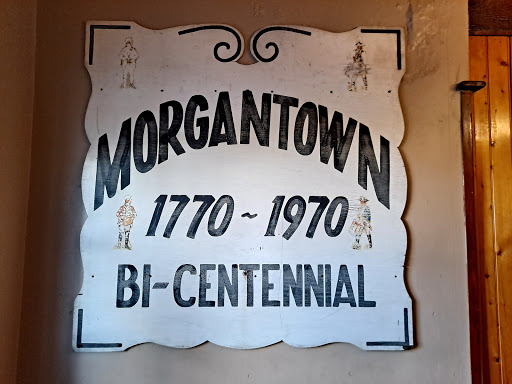 MORGANTOWN
1770 ~ 1970
BI-CENTENNIAL